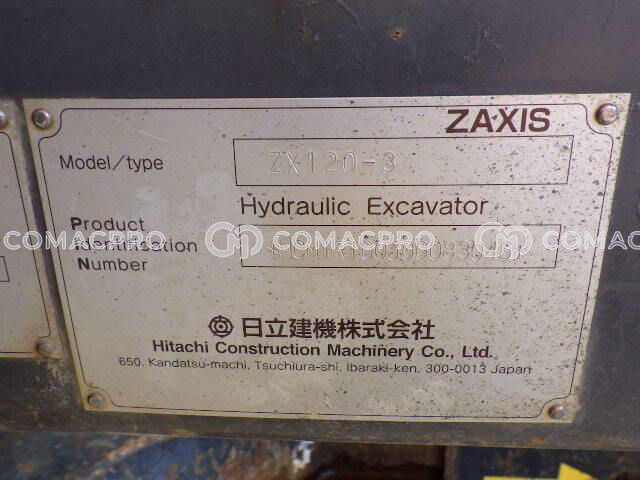 ZAXIS
Model/type ZX120-3
Hydraulic Excavator
Product
Identification
Number
COMACPRO COMACPRO COMACPRO
日立建機株式会社
Hitachi Construction Machinery Co., Ltd.
650, Kandatsu-machi, Tsuchiura-shi, Ibaraki-ken, 300-0013 Japan